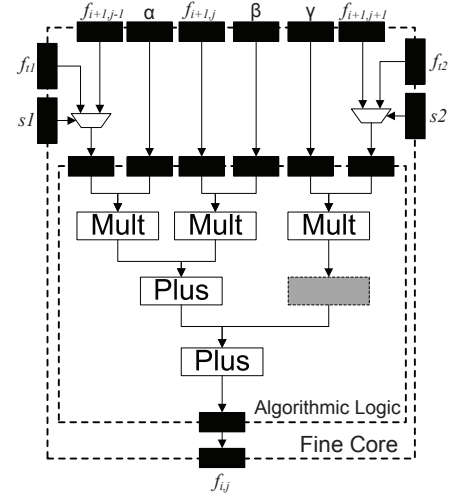 f_{i+1,j-1} α f_{i+1,j} β γ f_{i+1,j+1}
f_{t1} f_{t2}
s1 s2
Mult Mult Mult
Plus
Plus
Algorithmic Logic
Fine Core
f_{i,j}